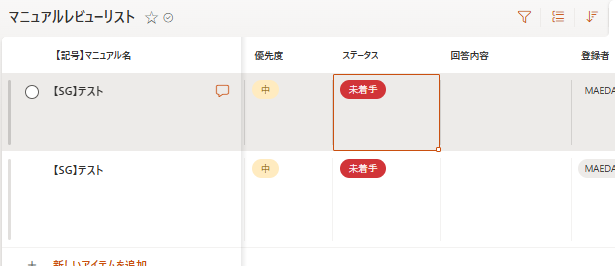 マニュアルレビューリスト
【記号】マニュアル名 優先度 ステータス 回答内容 登録者
【SG】テスト 中 未着手 MAEDA
【SG】テスト 中 未着手 MAEDA
新しいアイテムを追加